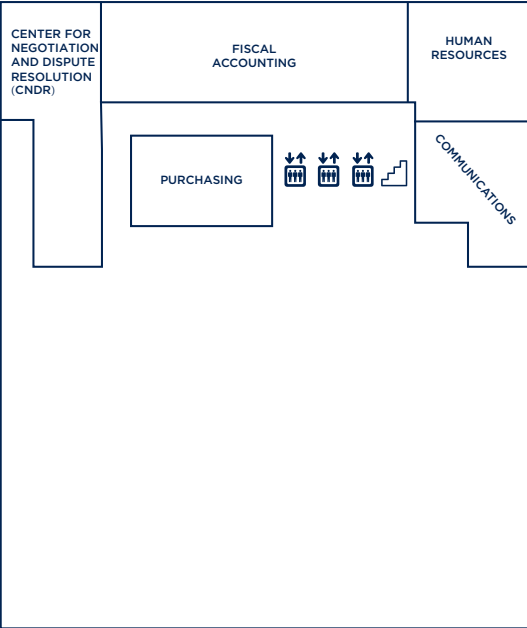 CENTER FOR
NEGOTIATION
AND DISPUTE
RESOLUTION
(CNDR)
FISCAL
ACCOUNTING
HUMAN
RESOURCES
COMMUNICATIONS
PURCHASING